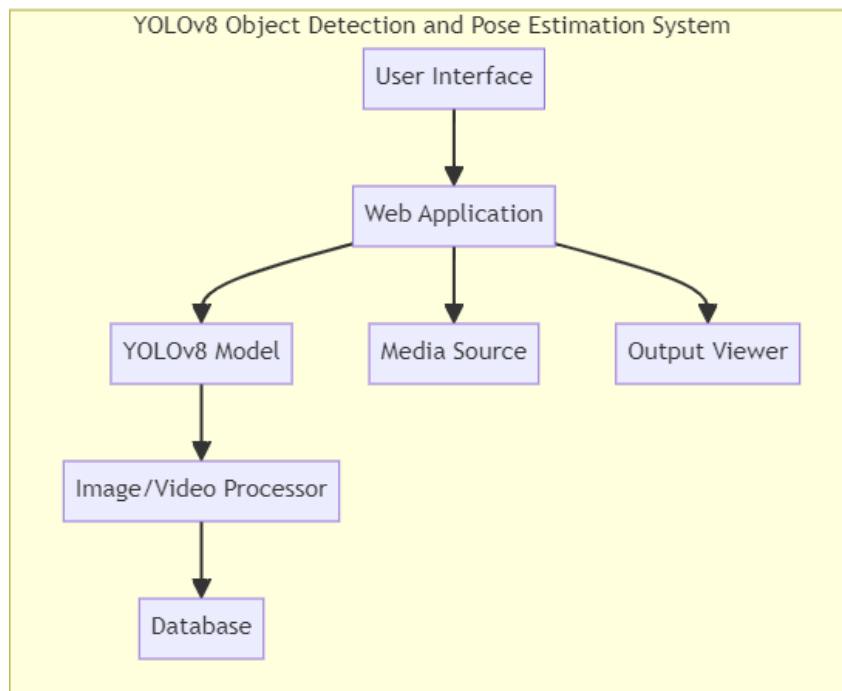 YOLOv8 Object Detection and Pose Estimation System
User Interface
Web Application
YOLOv8 Model
Media Source
Output Viewer
Image/Video Processor
Database